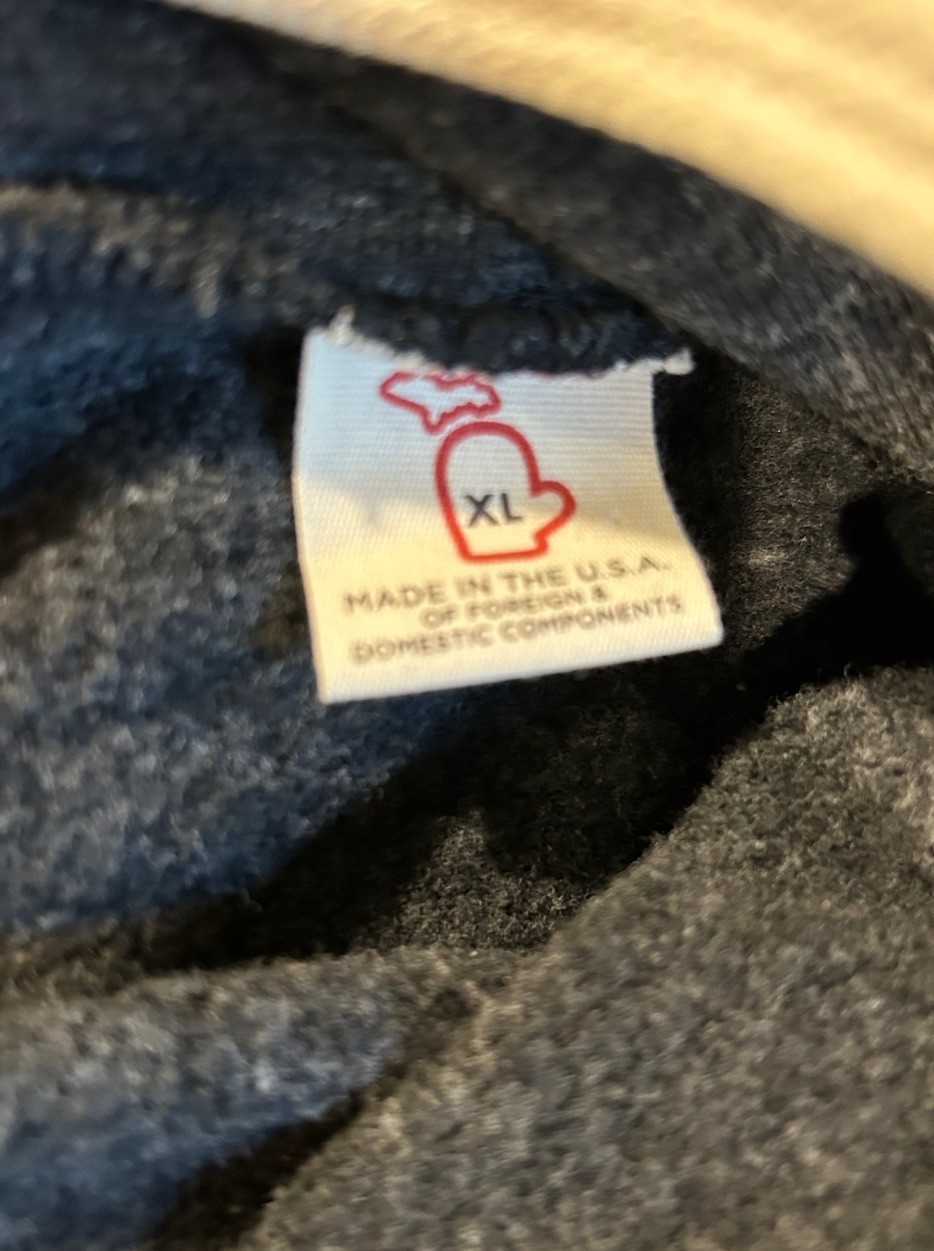 XL
MADE IN THE U.S.A.
OF FOREIGN &
DOMESTIC COMPONENTS